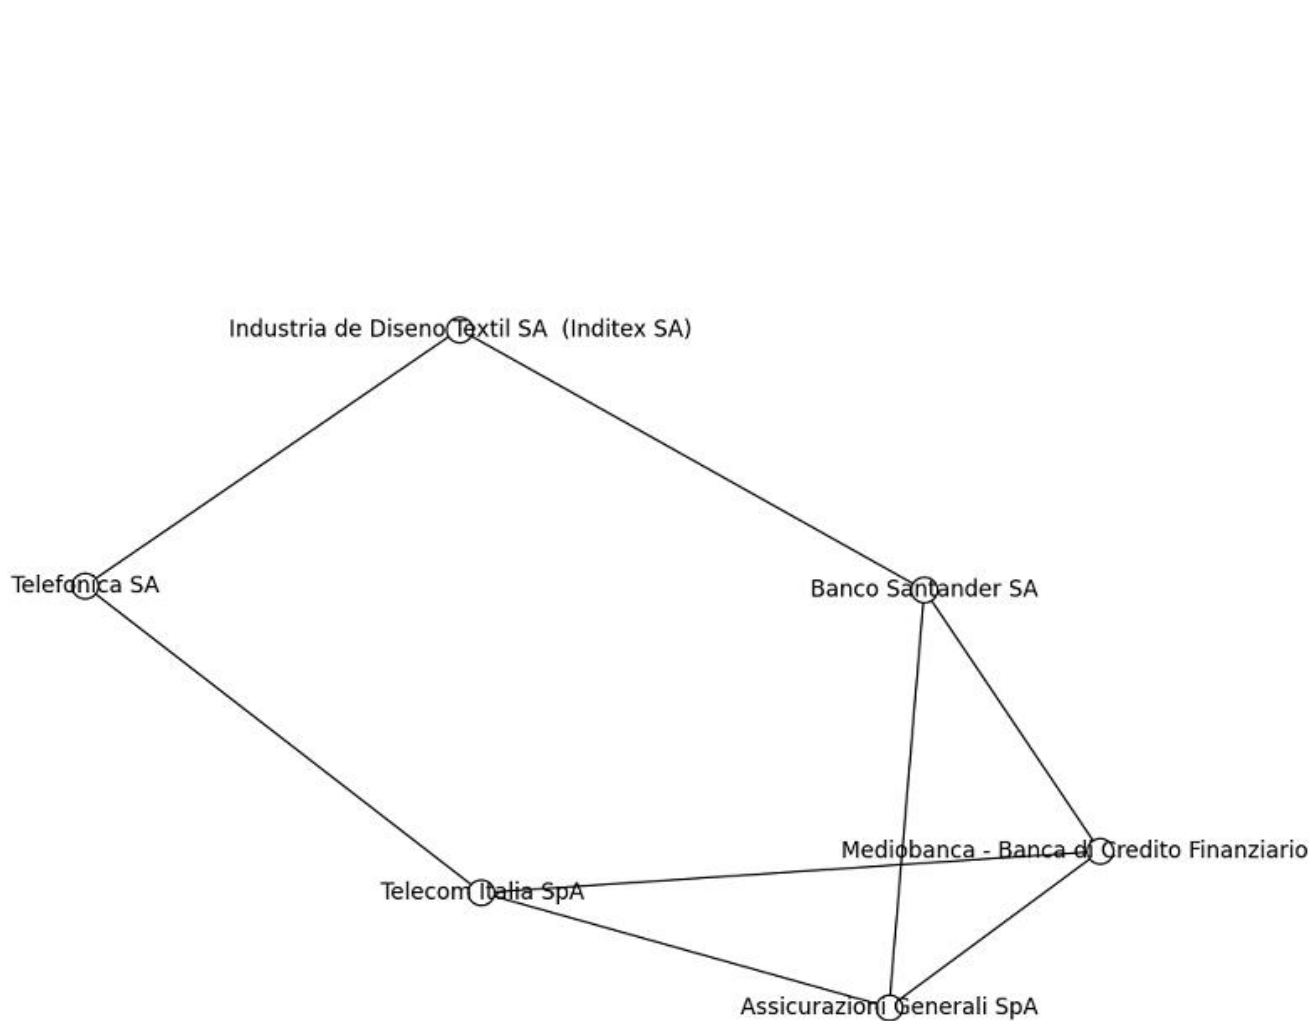 Industria de Diseno Textil SA  (Inditex SA)
Telefonica SA
Banco Santander SA
Mediobanca - Banca di Credito Finanziario
Telecom Italia SpA
Assicurazioni Generali SpA